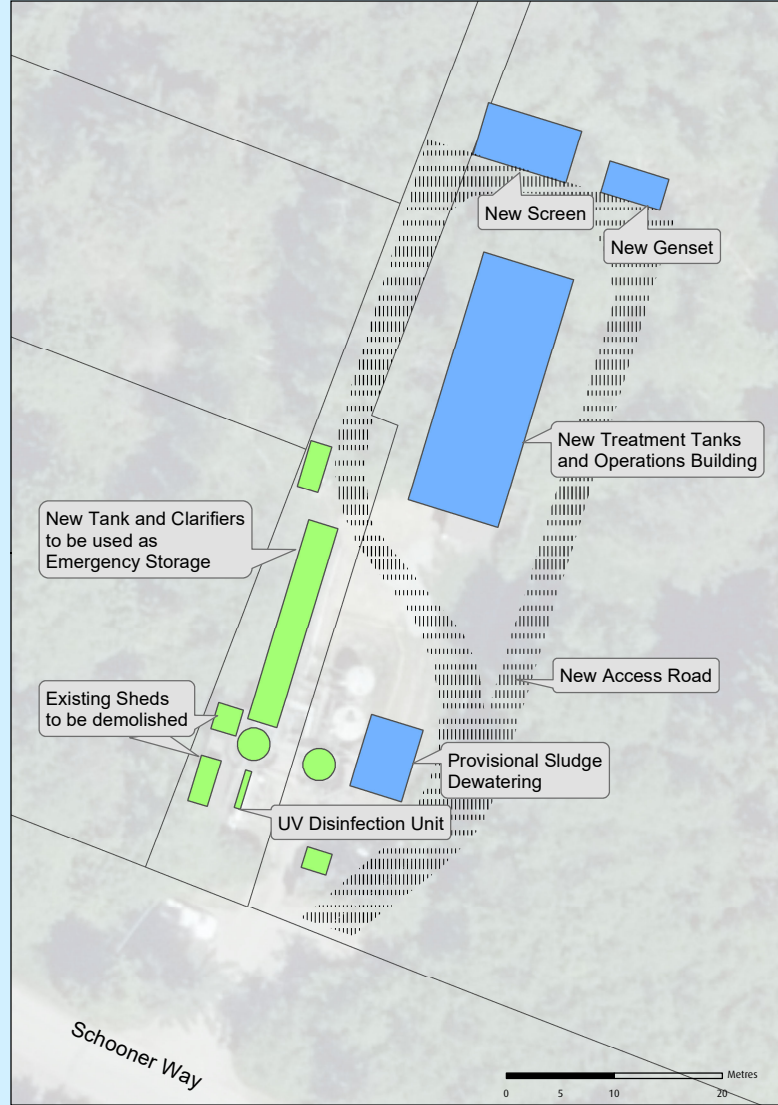 New Screen
New Genset
New Treatment Tanks
and Operations Building
New Tank and Clarifiers
to be used as
Emergency Storage
New Access Road
Existing Sheds
to be demolished
Provisional Sludge
Dewatering
UV Disinfection Unit
Schooner Way
Metres
0 5 10 20